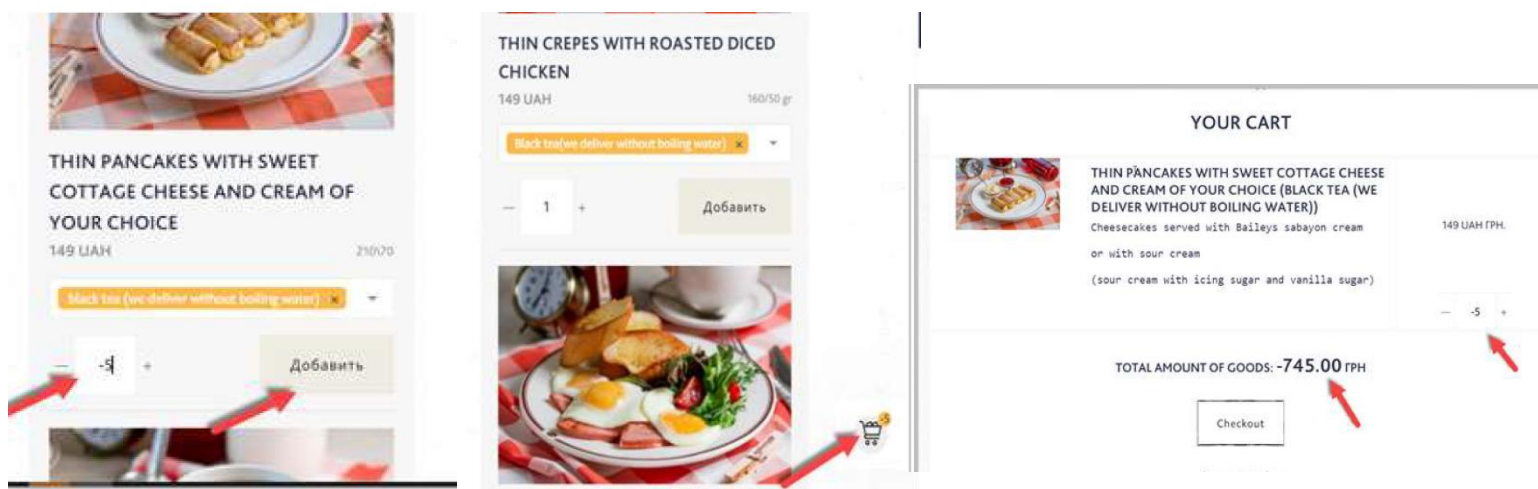 THIN PANCAKES WITH SWEET
COTTAGE CHEESE AND CREAM OF
YOUR CHOICE
149 UAH
210\70
black tea (we deliver without boiling water) ×
— -5 +
Добавить
THIN CREPES WITH ROASTED DICED
CHICKEN
149 UAH
160/50 gr
Black tea(we deliver without boiling water) ×
— 1 +
Добавить
-5
YOUR CART
THIN PANCAKES WITH SWEET COTTAGE CHEESE
AND CREAM OF YOUR CHOICE (BLACK TEA (WE
DELIVER WITHOUT BOILING WATER))
Cheesecakes served with Baileys sabayon cream
or with sour cream
(sour cream with icing sugar and vanilla sugar)
149 UAH ГРН.
— -5 +
TOTAL AMOUNT OF GOODS: -745.00 ГРН
Checkout